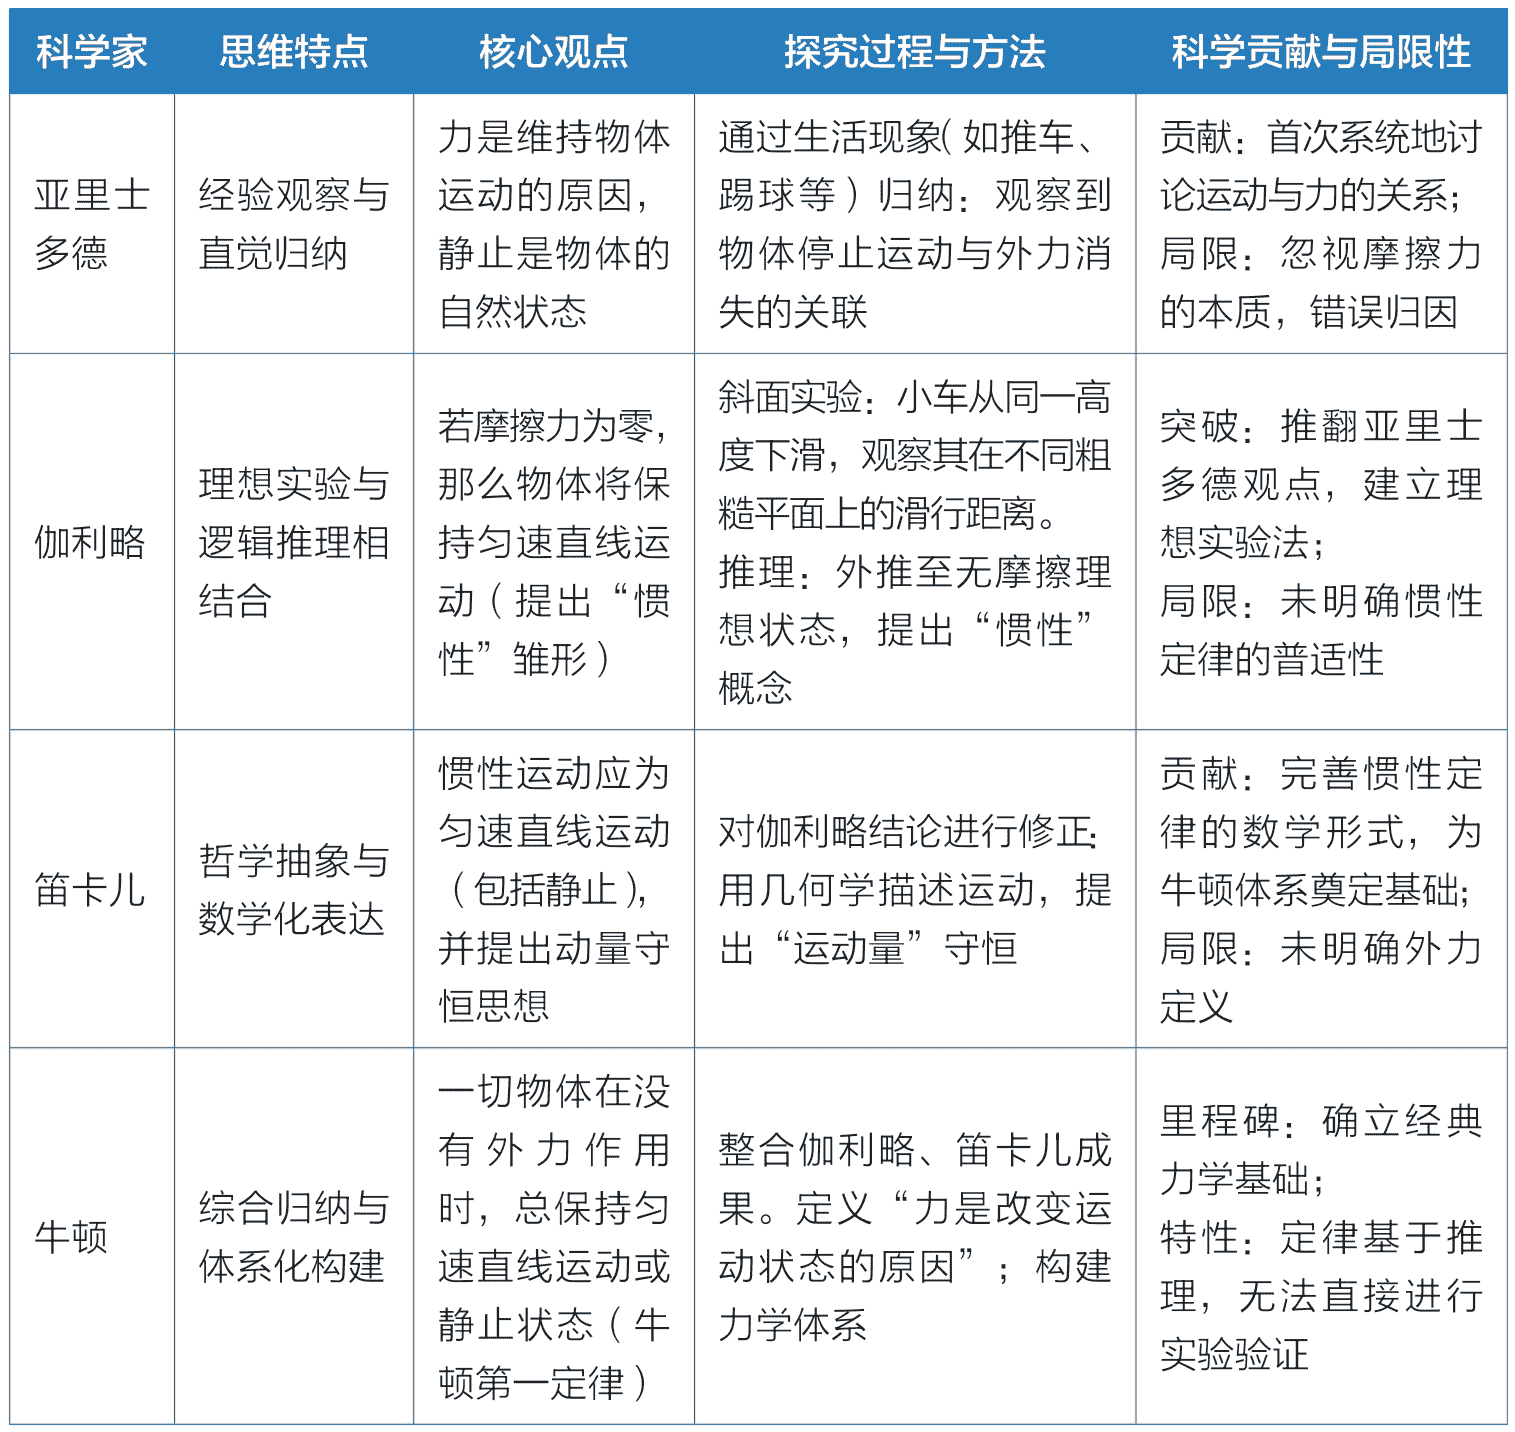 科学家 思维特点 核心观点 探究过程与方法 科学贡献与局限性
亚里士
多德
经验观察与
直觉归纳
力是维持物体
运动的原因，
静止是物体的
自然状态
通过生活现象（如推车、
踢球等）归纳：观察到
物体停止运动与外力消
失的关联
贡献：首次系统地讨
论运动与力的关系；
局限：忽视摩擦力
的本质，错误归因
伽利略
理想实验与
逻辑推理相
结合
若摩擦力为零，
那么物体将保
持匀速直线运
动（提出“惯
性”雏形）
斜面实验：小车从同一高
度下滑，观察其在不同粗
糙平面上的滑行距离。
推理：外推至无摩擦理
想状态，提出“惯性”
概念
突破：推翻亚里士
多德观点，建立理
想实验法；
局限：未明确惯性
定律的普适性
笛卡儿
哲学抽象与
数学化表达
惯性运动应为
匀速直线运动
（包括静止），
并提出动量守
恒思想
对伽利略结论进行修正：
用几何学描述运动，提
出“运动量”守恒
贡献：完善惯性定
律的数学形式，为
牛顿体系奠定基础；
局限：未明确外力
定义
牛顿
综合归纳与
体系化构建
一切物体在没
有外力作用
时，总保持匀
速直线运动或
静止状态（牛
顿第一定律）
整合伽利略、笛卡儿成
果。定义“力是改变运
动状态的原因”；构建
力学体系
里程碑：确立经典
力学基础；
特性：定律基于推
理，无法直接进行
实验验证